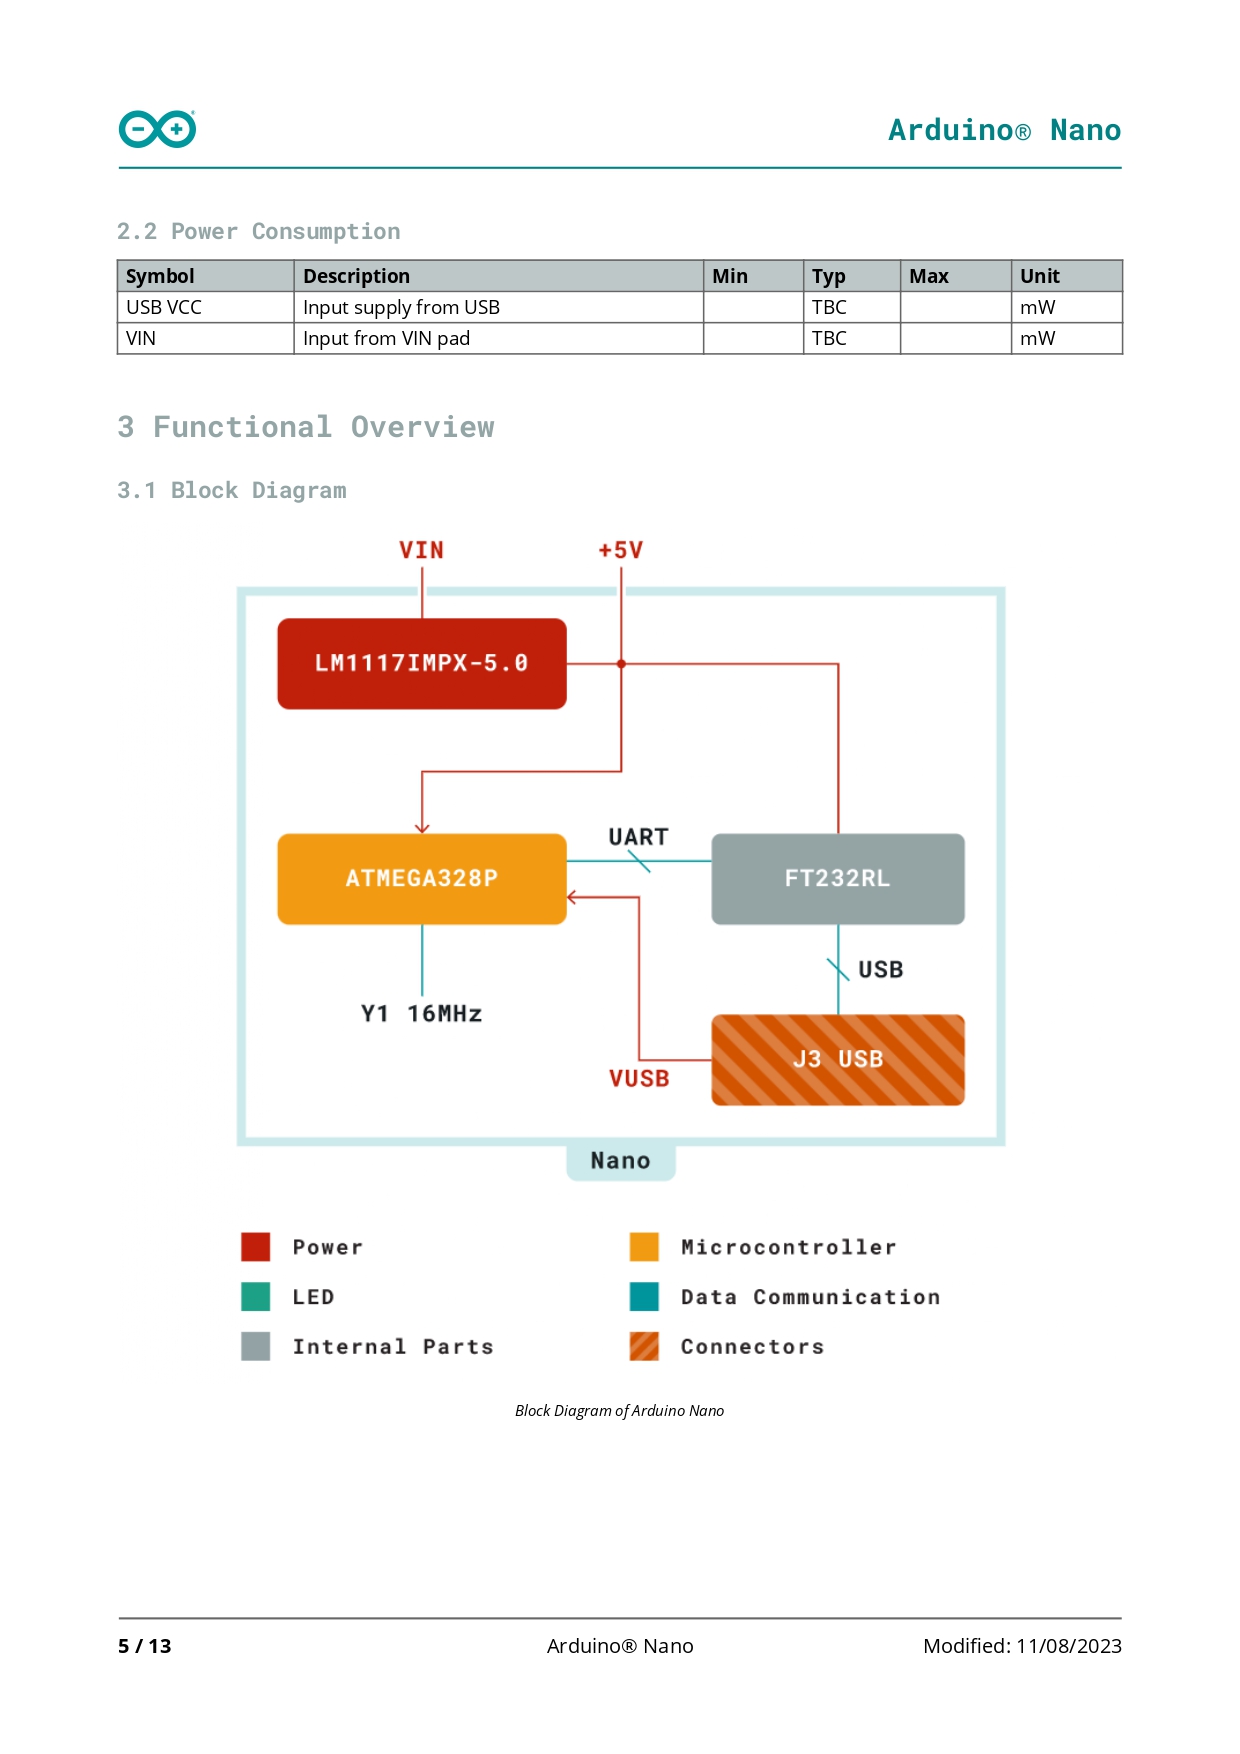 Arduino® Nano
2.2 Power Consumption
Symbol Description Min Typ Max Unit
USB VCC Input supply from USB TBC mW
VIN Input from VIN pad TBC mW
3 Functional Overview
3.1 Block Diagram
VIN +5V
LM1117IMPX-5.0
UART
ATMEGA328P FT232RL
USB
Y1 16MHz
J3 USB
VUSB
Nano
Power Microcontroller
LED Data Communication
Internal Parts Connectors
Block Diagram of Arduino Nano
5 / 13 Arduino® Nano Modified: 11/08/2023